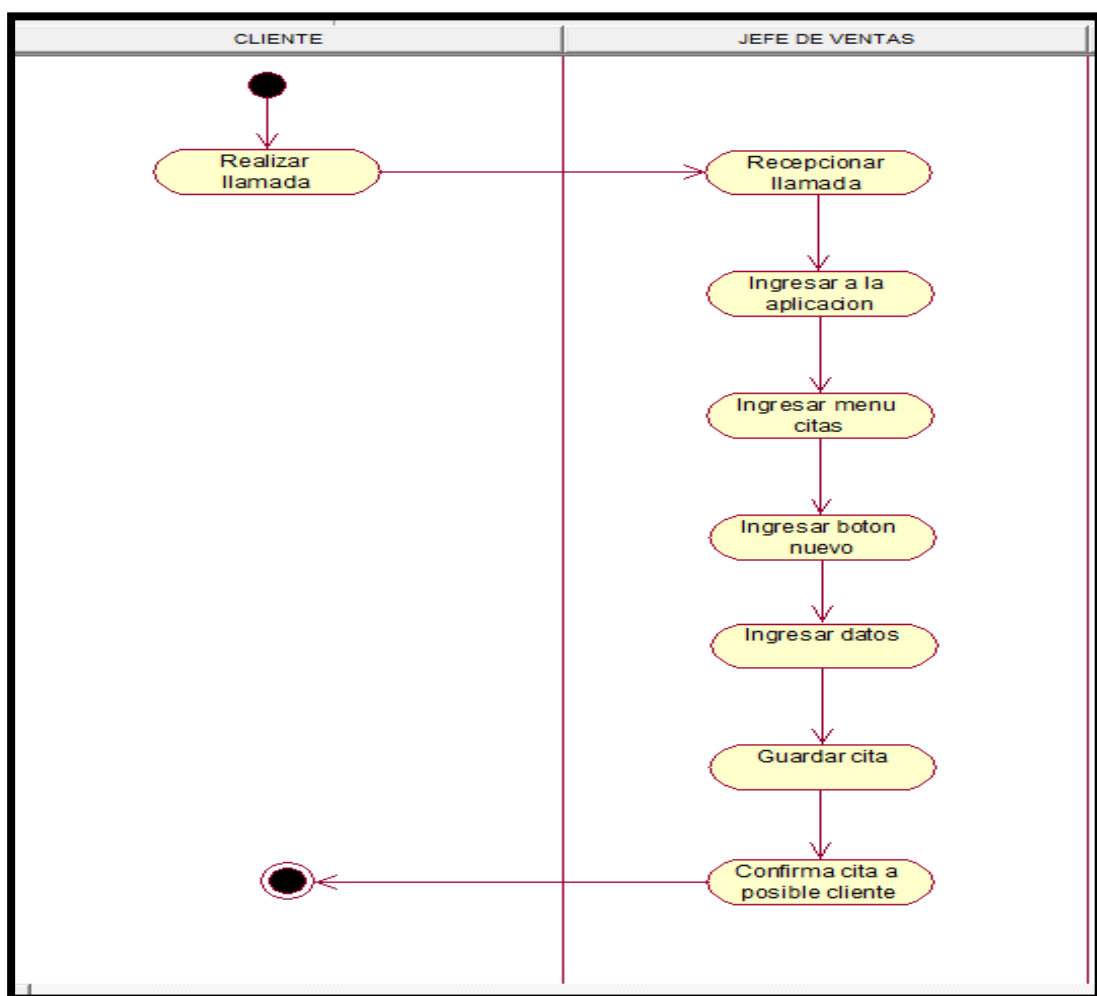 CLIENTE
JEFE DE VENTAS
Realizar
llamada
Recepcionar
llamada
Ingresar a la
aplicacion
Ingresar menu
citas
Ingresar boton
nuevo
Ingresar datos
Guardar cita
Confirma cita a
posible cliente